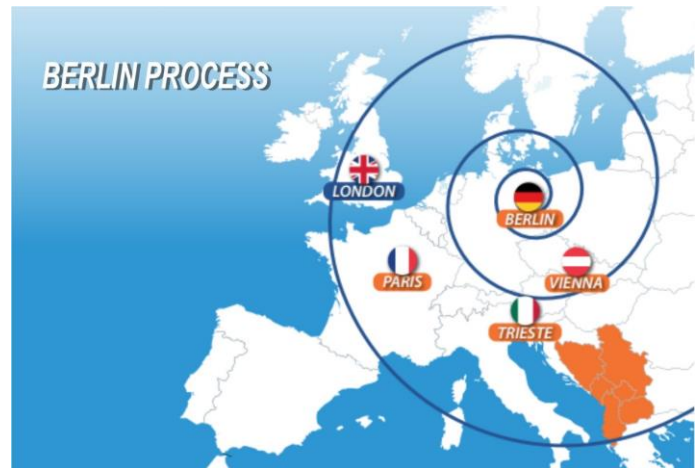 BERLIN PROCESS
LONDON
BERLIN
PARIS
VIENNA
TRIESTE